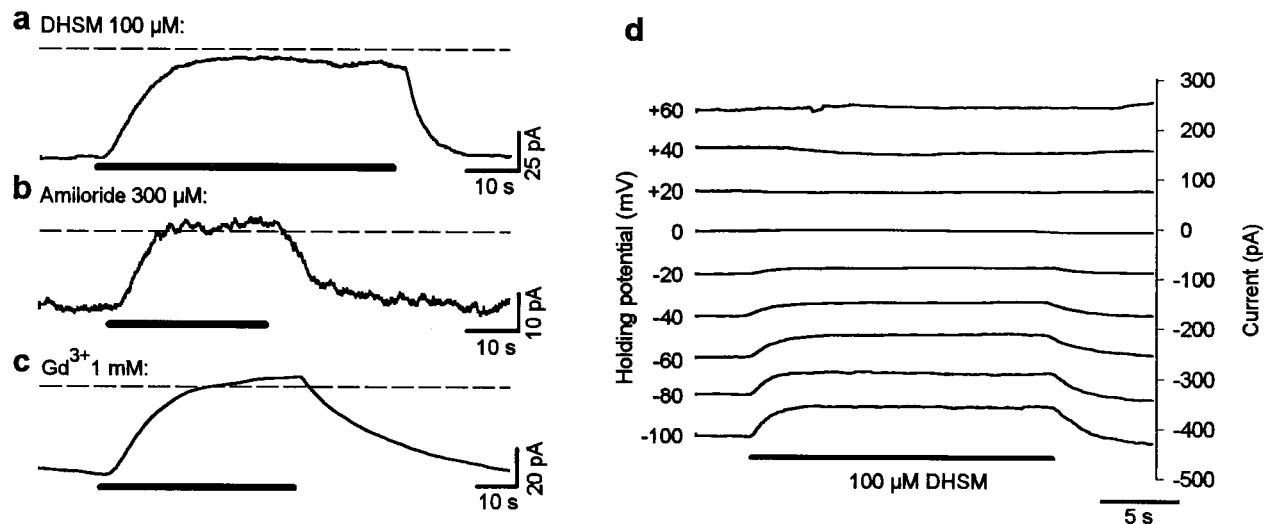 a
DHSM 100 µM:
25 pA
10 s
b
Amiloride 300 µM:
10 pA
10 s
c
Gd³⁺ 1 mM:
20 pA
10 s
d
Holding potential (mV)
+60
+40
+20
0
-20
-40
-60
-80
-100
300
200
100
0
-100
-200
-300
-400
-500
Current (pA)
100 µM DHSM
5 s